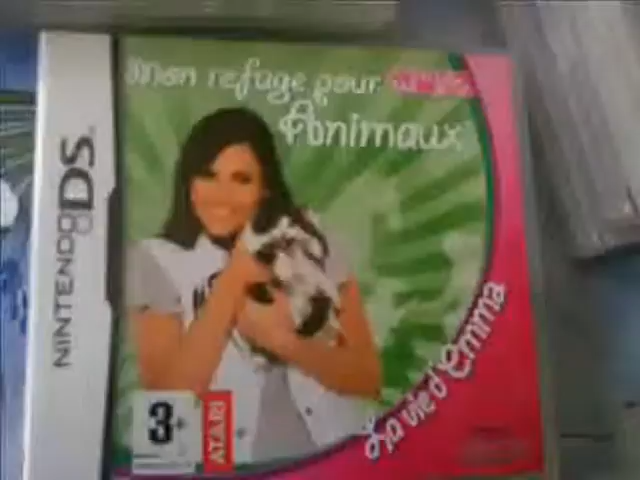 NINTENDO DS
Mon refuge pour
Animaux
La vie d'Emma
3+
ATARI